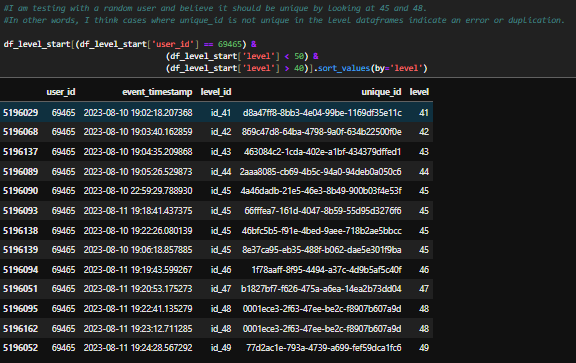 #I am testing with a random user and believe it should be unique by Looking at 45 and 48.
#In other words, I think cases where unique_id is not unique in the Level dataframes indicate an error or duplication.
df_level_start[(df_level_start['user_id'] == 69465) &
(df_level_start['level'] < 50) &
(df_level_start['level'] > 40)].sort_values(by='level')
user_id event_timestamp level_id unique_id level
5196029 69465 2023-08-10 19:02:18.207368 id_41 d8a47ff8-8bb3-4e04-99be-1169df35e11c 41
5196068 69465 2023-08-10 19:03:40.162859 id_42 869c47d8-64ba-4798-9a0f-634b22500f0e 42
5196137 69465 2023-08-10 19:04:35.209868 id_43 463084c2-1cda-402e-a1bf-434379dffed1 43
5196089 69465 2023-08-10 19:05:26.529873 id_44 2aaa8085-cb69-4b5c-94a0-94deb0a050c6 44
5196090 69465 2023-08-10 22:59:29.788930 id_45 4a46dadb-21e5-46e3-8b49-900b03f4e53f 45
5196093 69465 2023-08-11 19:18:41.437375 id_45 66fffea7-161d-4047-8b59-55d95d3276f6 45
5196138 69465 2023-08-10 19:22:26.080139 id_45 46bfc5b5-f91e-4bed-9aee-718b2ae5bbcc 45
5196139 69465 2023-08-10 19:06:18.857885 id_45 8e37ca95-eb35-488f-b062-dae5e301f9ba 45
5196094 69465 2023-08-11 19:19:43.599267 id_46 1f78aaff-8f95-4494-a37c-4d9b5af5c40f 46
5196051 69465 2023-08-11 19:20:53.175273 id_47 b1827bf7-f626-475a-a6ea-14ea2b73dd04 47
5196095 69465 2023-08-11 19:22:41.135279 id_48 0001ece3-2f63-47ee-be2c-f8907b607a9d 48
5196162 69465 2023-08-11 19:23:12.711285 id_48 0001ece3-2f63-47ee-be2c-f8907b607a9d 48
5196052 69465 2023-08-11 19:24:28.567292 id_49 77d2ac1e-793a-4739-a699-fef59dca1fc6 49